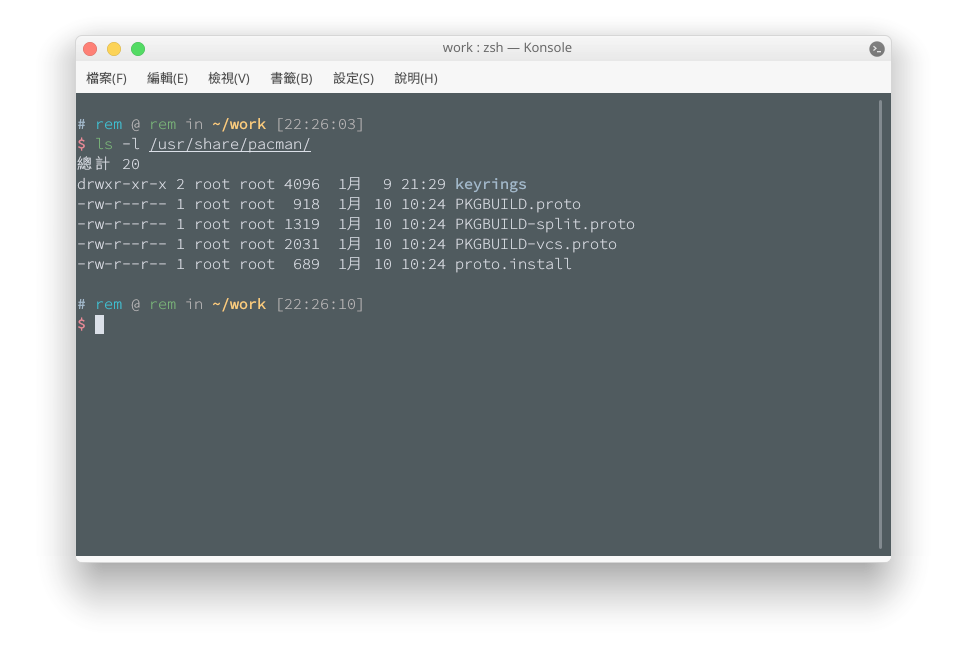 work : zsh — Konsole
檔案(F) 編輯(E) 檢視(V) 書籤(B) 設定(S) 說明(H)
# rem @ rem in ~/work [22:26:03]
$ ls -l /usr/share/pacman/
總計 20
drwxr-xr-x 2 root root 4096  1月  9 21:29 keyrings
-rw-r--r-- 1 root root  918  1月 10 10:24 PKGBUILD.proto
-rw-r--r-- 1 root root 1319  1月 10 10:24 PKGBUILD-split.proto
-rw-r--r-- 1 root root 2031  1月 10 10:24 PKGBUILD-vcs.proto
-rw-r--r-- 1 root root  689  1月 10 10:24 proto.install
# rem @ rem in ~/work [22:26:10]
$